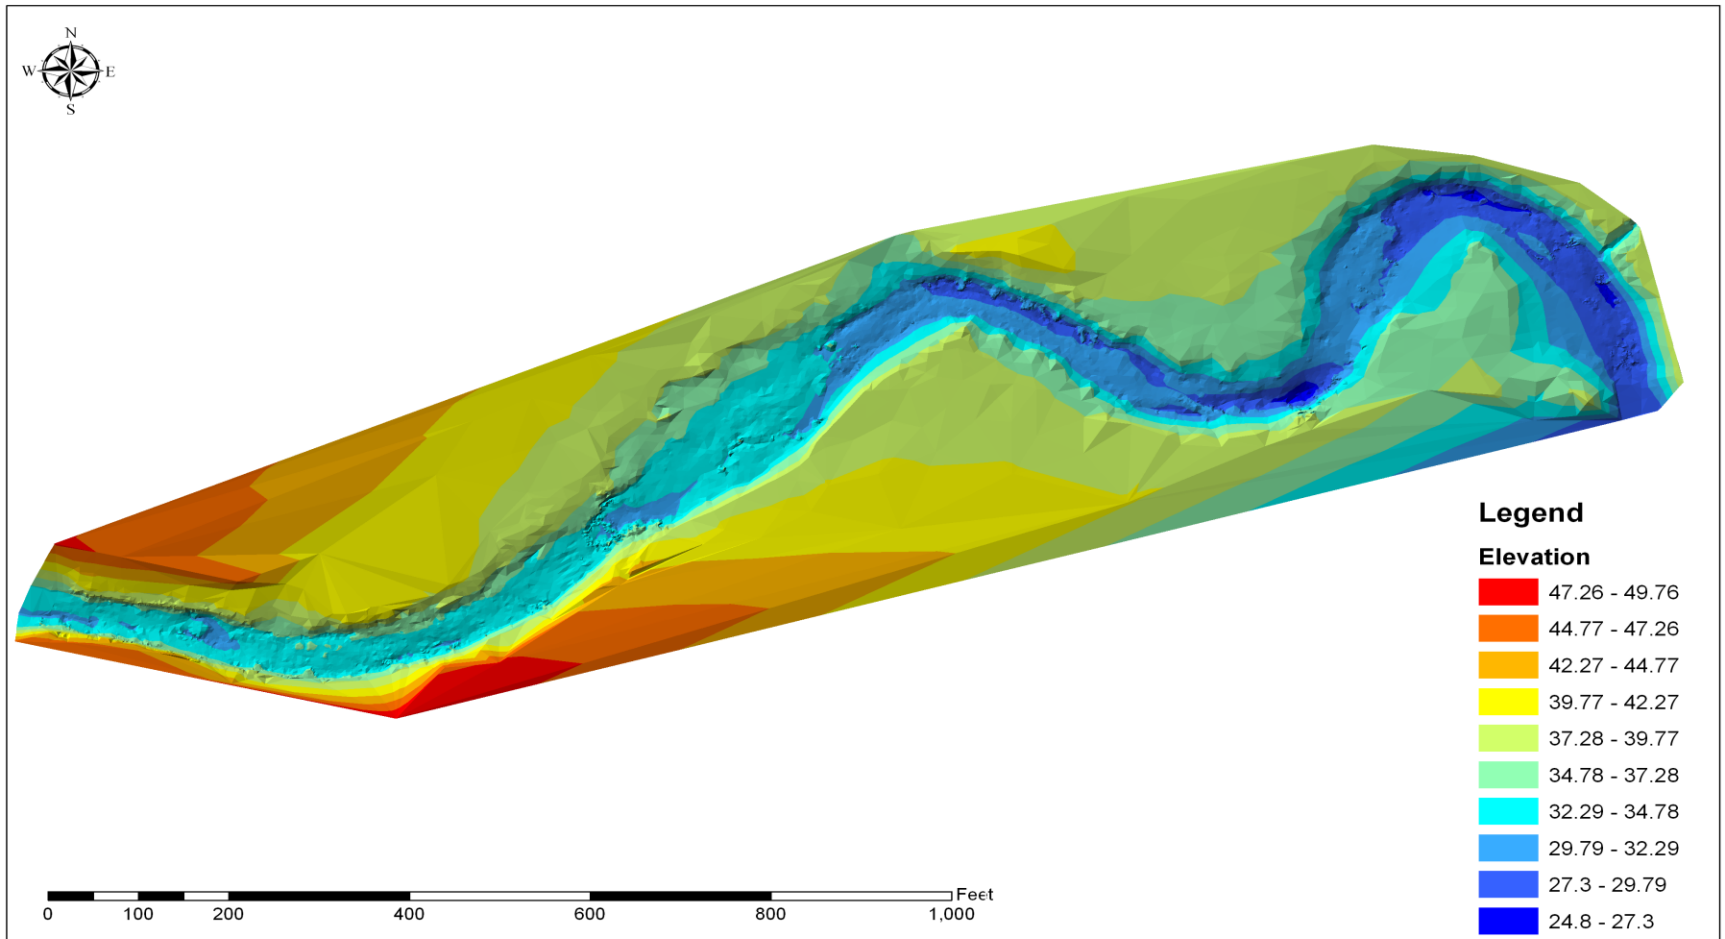 N
W E
S
Legend
Elevation
47.26 - 49.76
44.77 - 47.26
42.27 - 44.77
39.77 - 42.27
37.28 - 39.77
34.78 - 37.28
32.29 - 34.78
29.79 - 32.29
27.3 - 29.79
24.8 - 27.3
Feet
0 100 200 400 600 800 1,000